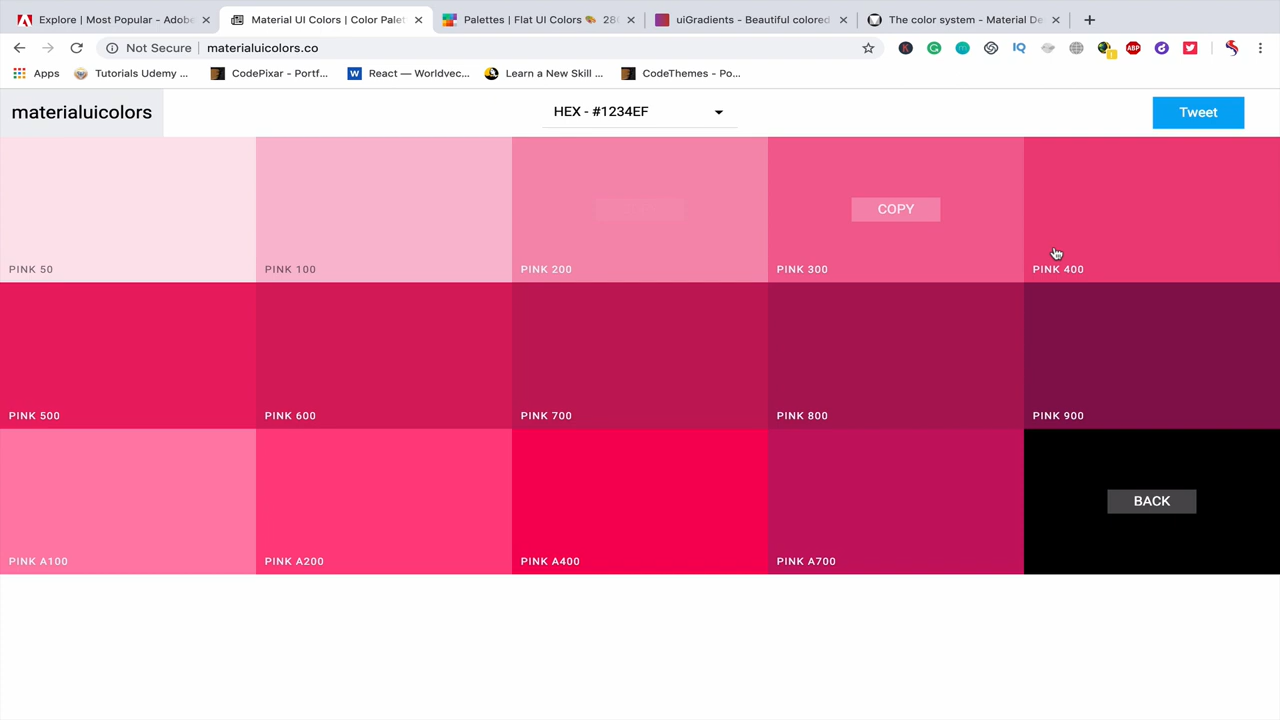 Explore | Most Popular - Adobe
Material UI Colors | Color Palet
Palettes | Flat UI Colors 🎨 280
uiGradients - Beautiful colored
The color system - Material De
Not Secure | materialuicolors.co
IQ
ABP
Apps
Tutorials Udemy ...
CodePixar - Portf...
React — Worldvec...
Learn a New Skill ...
CodeThemes - Po...
materialuicolors
HEX - #1234EF
Tweet
COPY
PINK 50
PINK 100
PINK 200
PINK 300
PINK 400
PINK 500
PINK 600
PINK 700
PINK 800
PINK 900
BACK
PINK A100
PINK A200
PINK A400
PINK A700